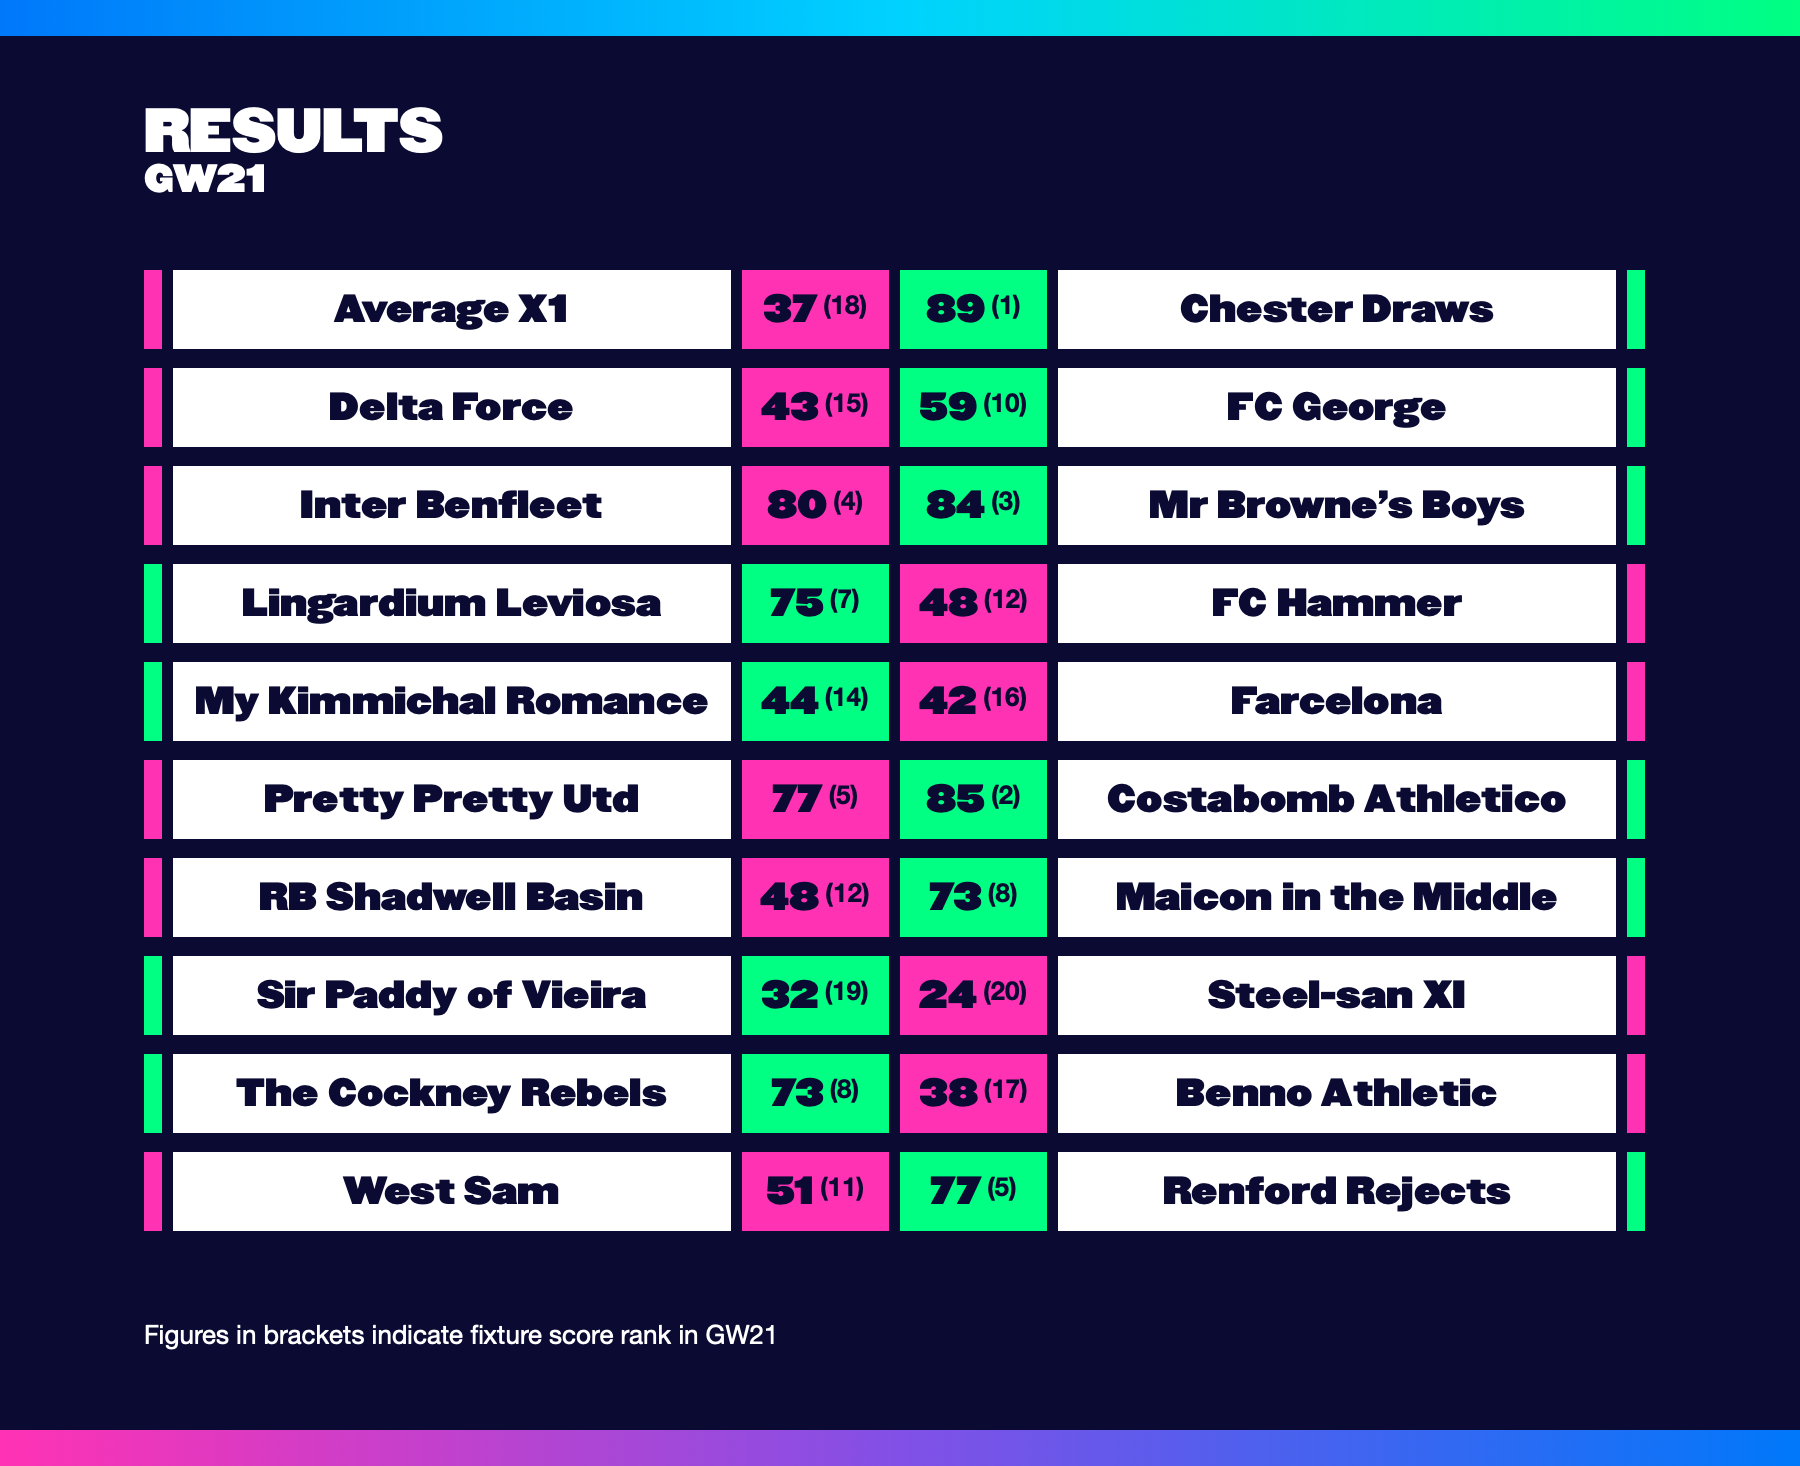 RESULTS
GW21
Average X1 37 (18) 89 (1) Chester Draws
Delta Force 43 (15) 59 (10) FC George
Inter Benfleet 80 (4) 84 (3) Mr Browne’s Boys
Lingardium Leviosa 75 (7) 48 (12) FC Hammer
My Kimmichal Romance 44 (14) 42 (16) Farcelona
Pretty Pretty Utd 77 (5) 85 (2) Costabomb Athletico
RB Shadwell Basin 48 (12) 73 (8) Maicon in the Middle
Sir Paddy of Vieira 32 (19) 24 (20) Steel-san XI
The Cockney Rebels 73 (8) 38 (17) Benno Athletic
West Sam 51 (11) 77 (5) Renford Rejects
Figures in brackets indicate fixture score rank in GW21